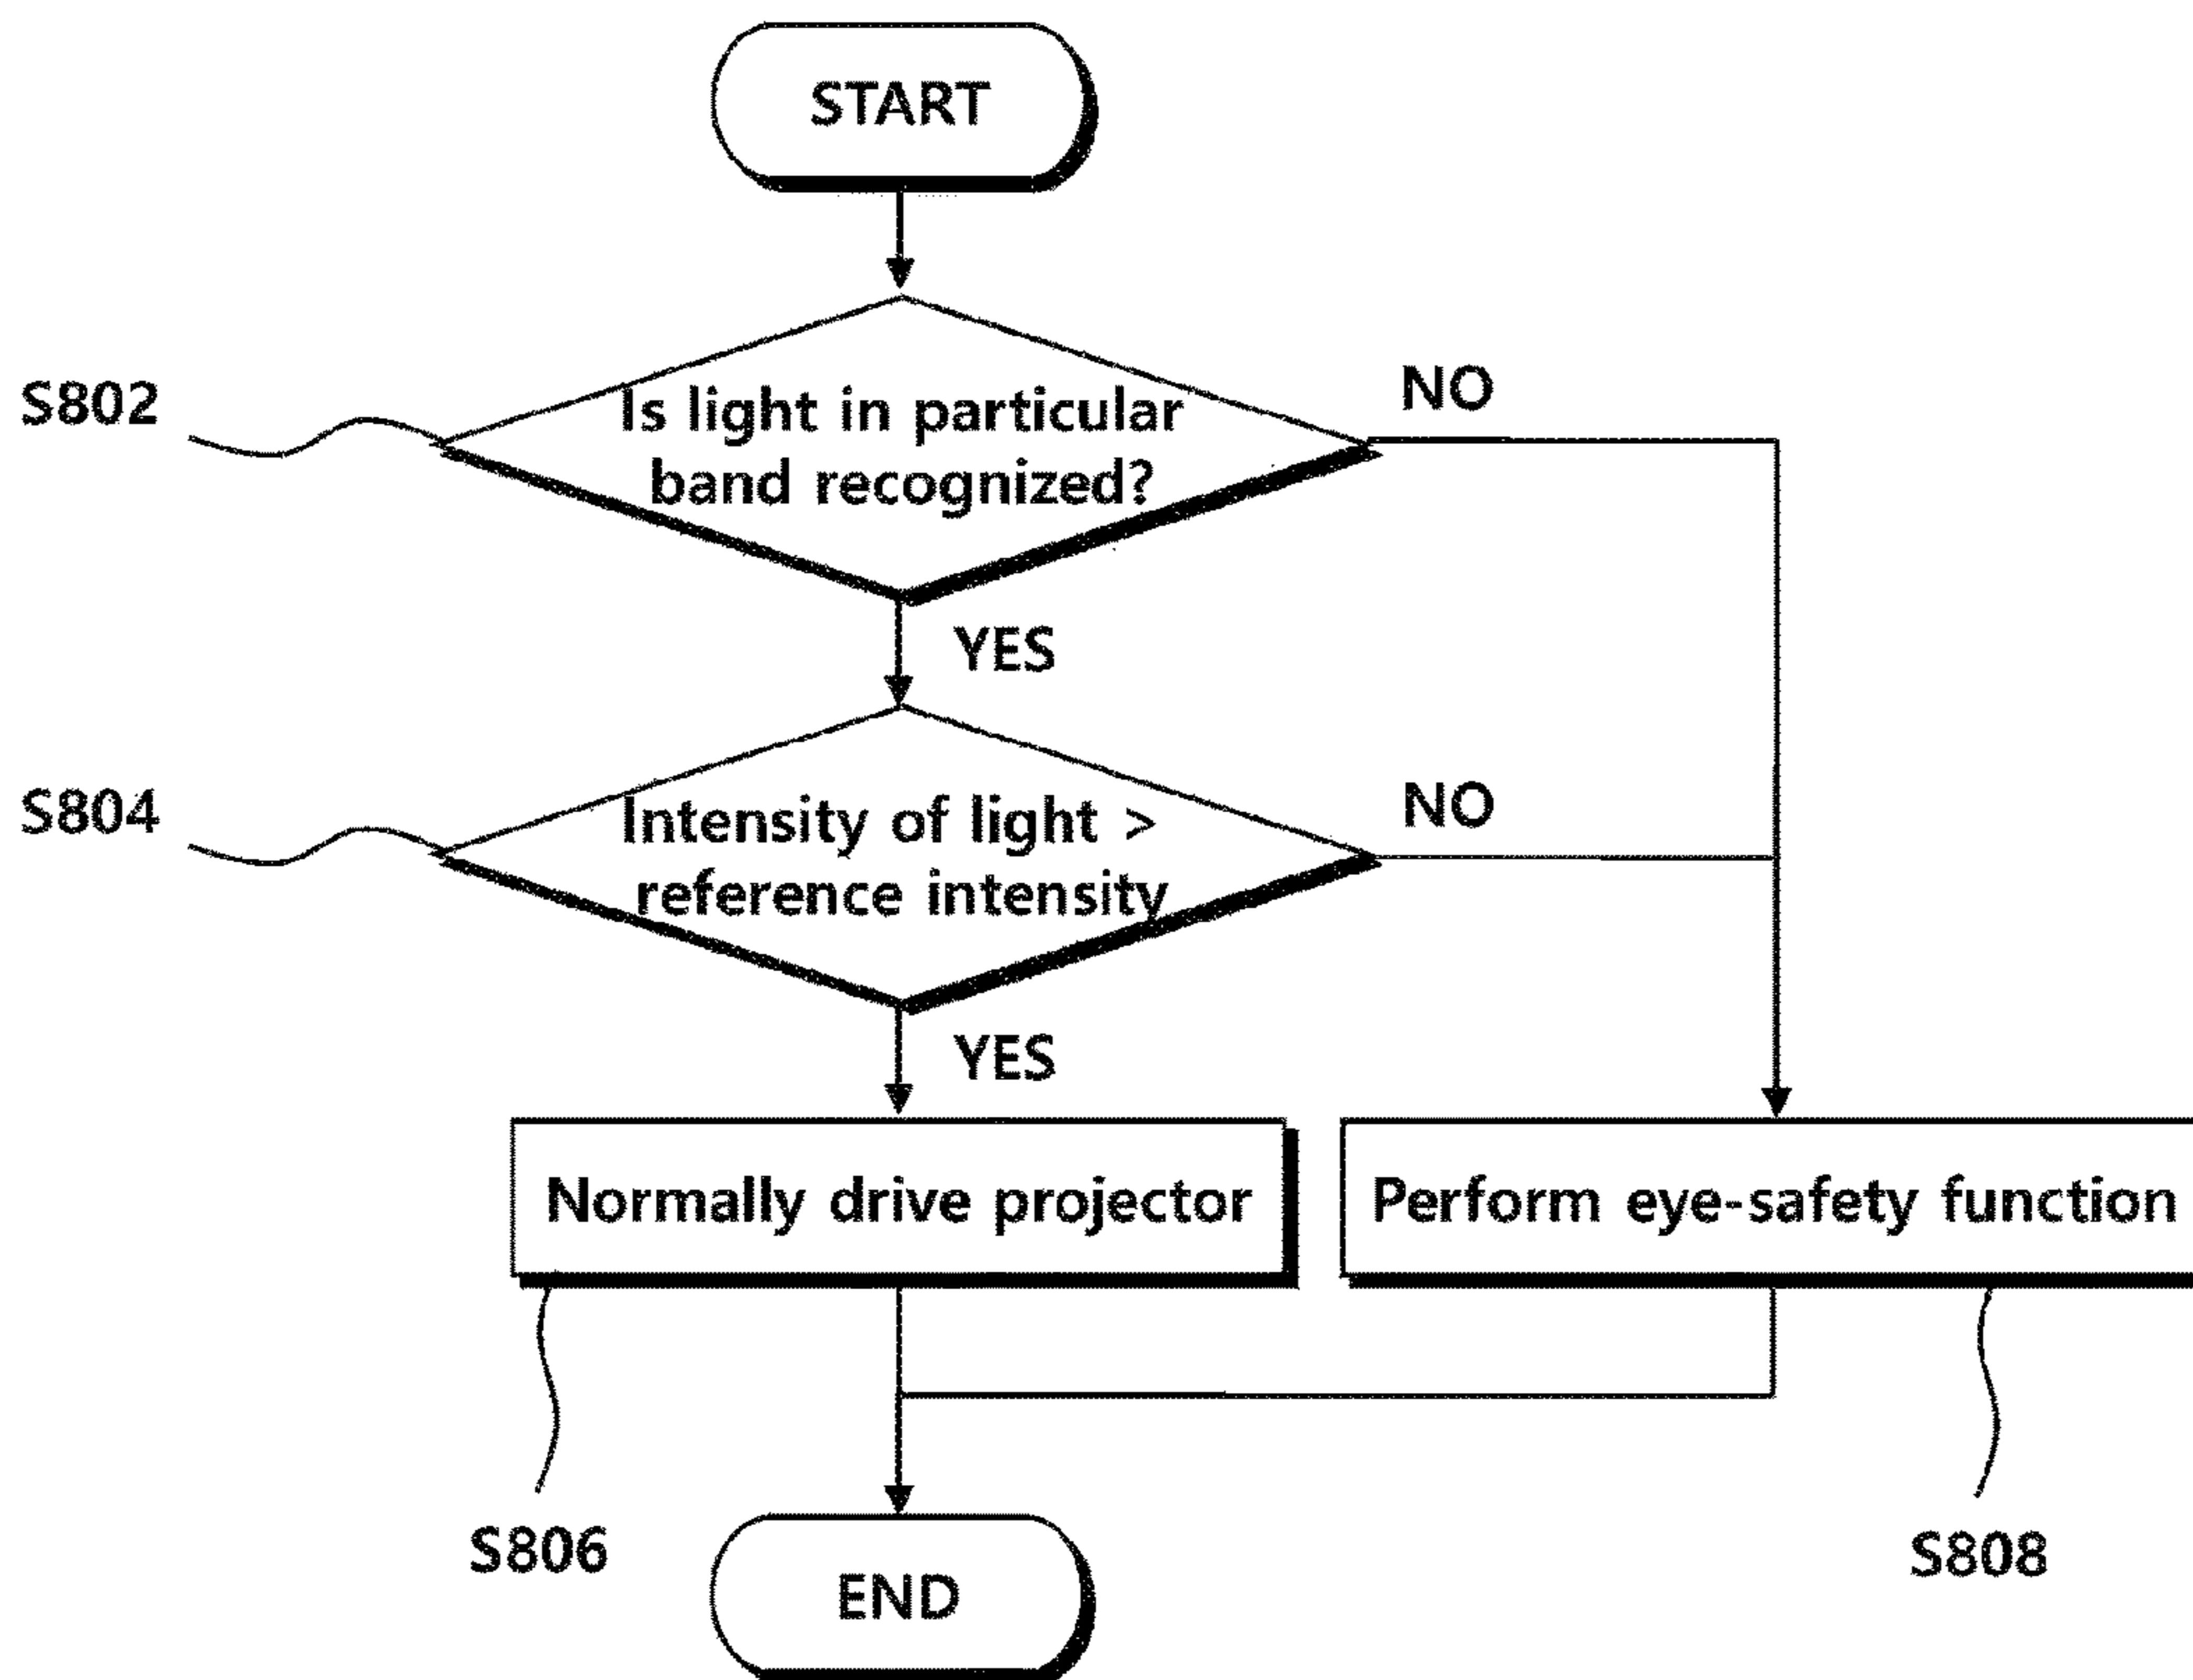 START
S802
Is light in particular
band recognized?
NO
YES
S804
Intensity of light >
reference intensity
NO
YES
Normally drive projector
Perform eye-safety function
S806
S808
END